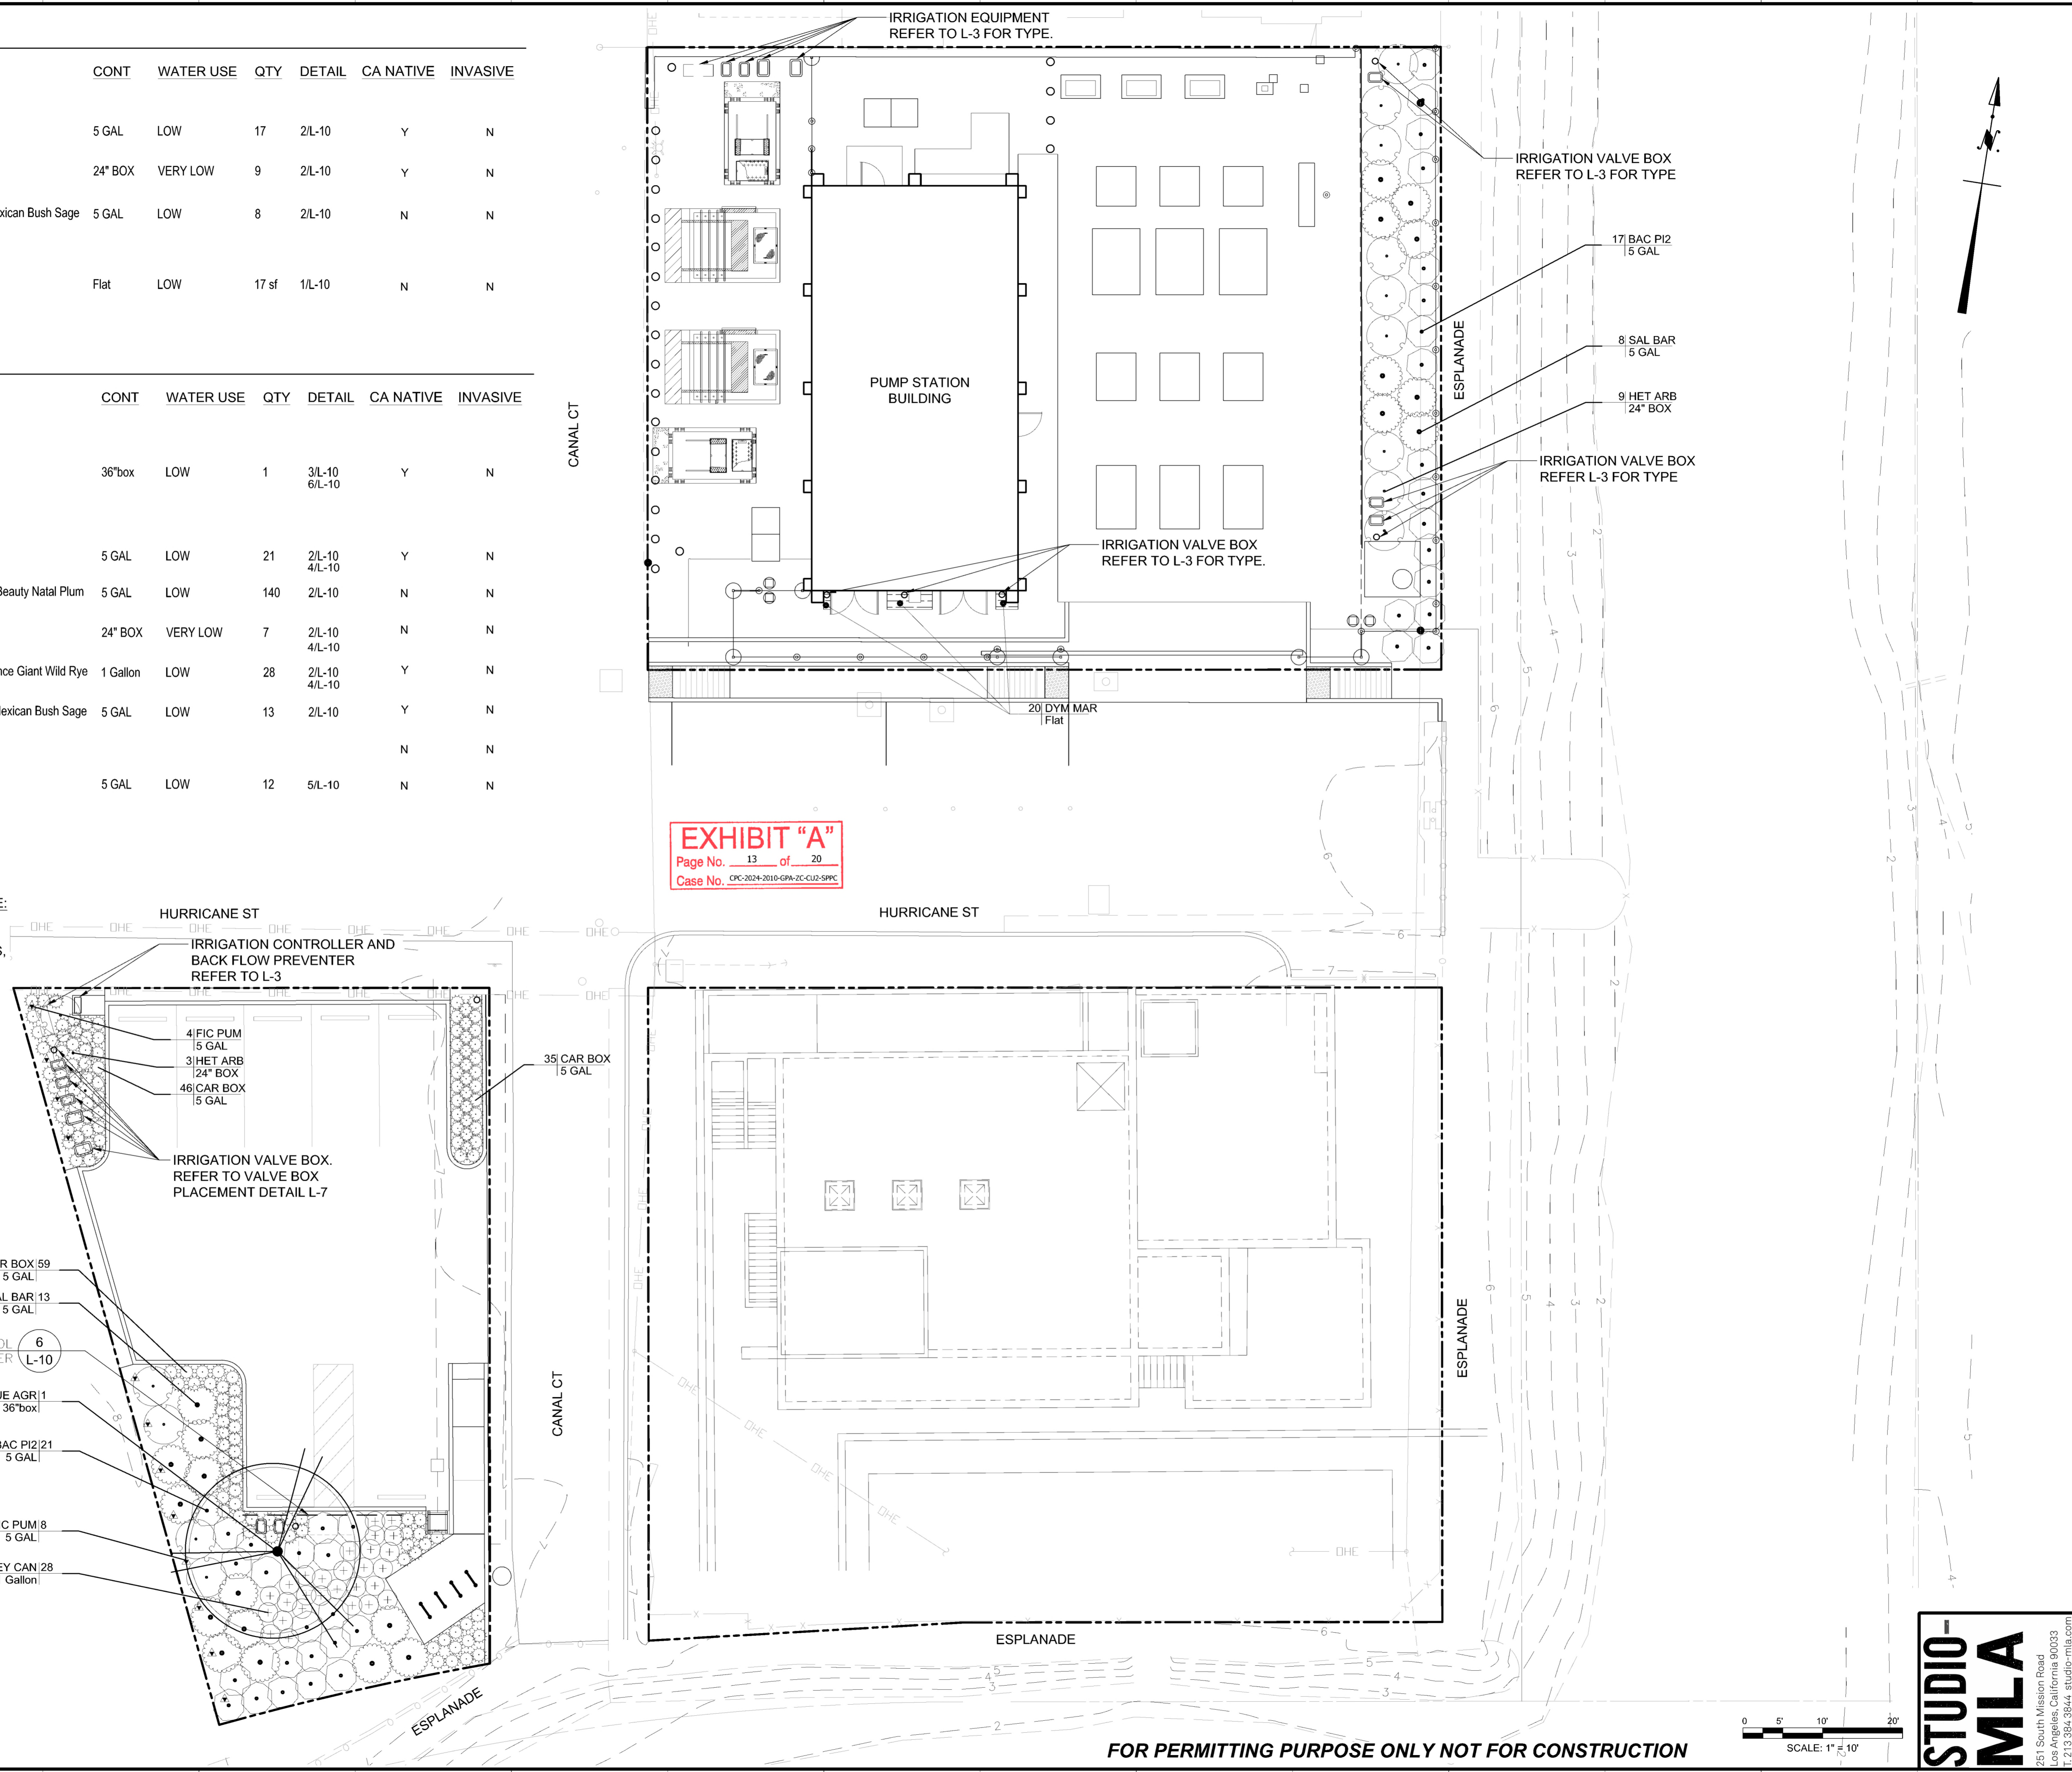 CONT WATER USE QTY DETAIL CA NATIVE INVASIVE
5 GAL LOW 17 2/L-10 Y N
24" BOX VERY LOW 9 2/L-10 Y N
Bush Sage 5 GAL LOW 8 2/L-10 N N
Flat LOW 17 sf 1/L-10 N N
CONT WATER USE QTY DETAIL CA NATIVE INVASIVE
36"box LOW 1 3/L-10 Y N
6/L-10
5 GAL LOW 21 2/L-10 Y N
4/L-10
Beauty Natal Plum 5 GAL LOW 140 2/L-10 N N
24" BOX VERY LOW 7 2/L-10 N N
4/L-10
Giant Wild Rye 1 Gallon LOW 28 2/L-10 Y N
4/L-10
Bush Sage 5 GAL LOW 13 2/L-10 Y N
N N
5 GAL LOW 12 5/L-10 N N
IRRIGATION EQUIPMENT
REFER TO L-3 FOR TYPE.
IRRIGATION VALVE BOX
REFER TO L-3 FOR TYPE
17 BAC PI2
5 GAL
8 SAL BAR
5 GAL
9 HET ARB
24" BOX
IRRIGATION VALVE BOX
REFER L-3 FOR TYPE
ESPLANADE
CANAL CT
PUMP STATION
BUILDING
IRRIGATION VALVE BOX
REFER TO L-3 FOR TYPE.
20 DYM MAR
Flat
EXHIBIT “A”
Page No. 13 of 20
Case No. CPC-2024-2010-GPA-ZC-CU2-SPPC
HURRICANE ST
HURRICANE ST
IRRIGATION CONTROLLER AND
BACK FLOW PREVENTER
REFER TO L-3
4 FIC PUM
5 GAL
3 HET ARB
24" BOX
46 CAR BOX
5 GAL
35 CAR BOX
5 GAL
IRRIGATION VALVE BOX.
REFER TO VALVE BOX
PLACEMENT DETAIL L-7
R BOX 59
5 GAL
AL BAR 13
5 GAL
6
L-10
UE AGR 1
36"box
BAC PI2 21
5 GAL
C PUM 8
5 GAL
EY CAN 28
Gallon
CANAL CT
ESPLANADE
ESPLANADE
ESPLANADE
FOR PERMITTING PURPOSE ONLY NOT FOR CONSTRUCTION
0 5' 10' 20'
SCALE: 1" = 10'
STUDIO-
MLA
251 South Mission Road
Los Angeles, California 90033
T. 213 384 3844 studio-mla.com